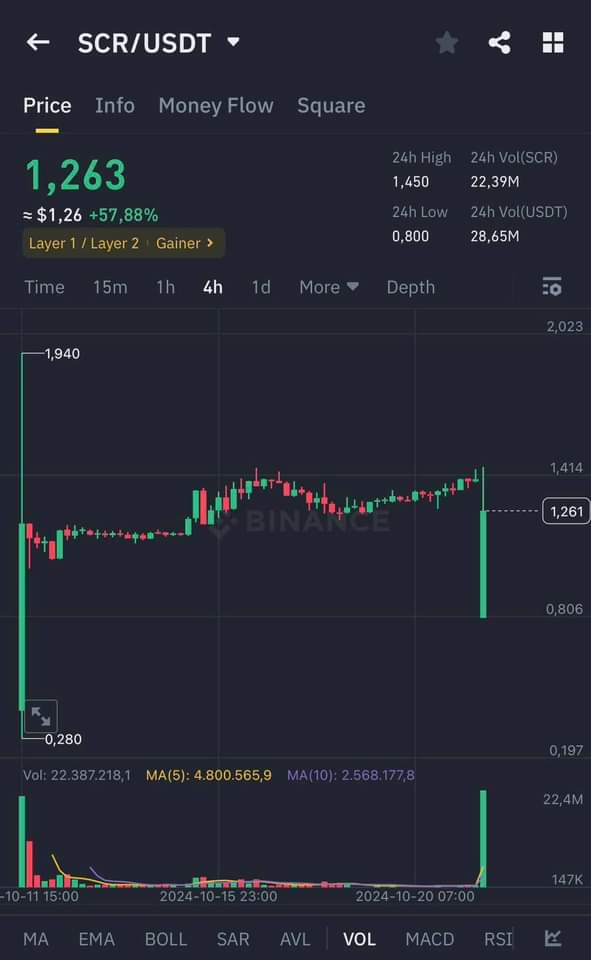 SCR/USDT
Price Info Money Flow Square
1,263
≈ $1,26 +57,88%
Layer 1 / Layer 2 Gainer
24h High 24h Vol(SCR)
1,450 22,39M
24h Low 24h Vol(USDT)
0,800 28,65M
Time 15m 1h 4h 1d More Depth
2,023
1,940
1,414
1,261
BINANCE
0,806
0,280
0,197
Vol: 22.387.218,1 MA(5): 4.800.565,9 MA(10): 2.568.177,8
22,4M
147K
-10-11 15:00 2024-10-15 23:00 2024-10-20 07:00
MA EMA BOLL SAR AVL VOL MACD RSI